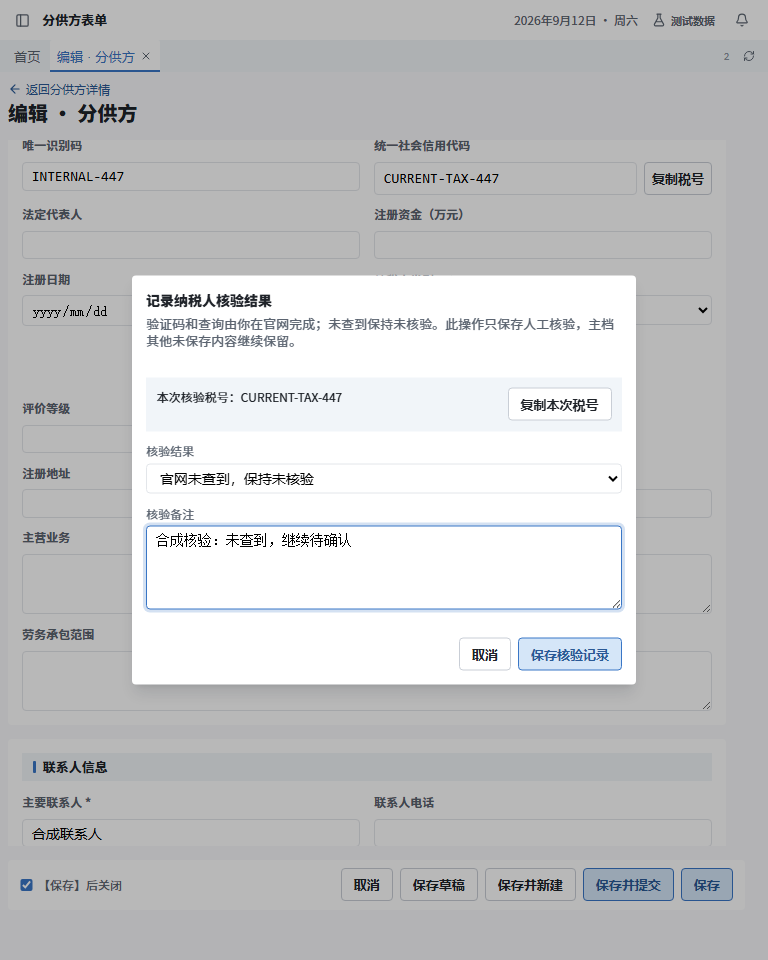 分供方表单
2026年9月12日 · 周六
测试数据
首页
编辑 · 分供方
2
返回分供方详情
编辑 · 分供方
唯一识别码
统一社会信用代码
INTERNAL-447
CURRENT-TAX-447
复制税号
法定代表人
注册资金（万元）
注册日期
yyyy/mm/dd
记录纳税人核验结果
验证码和查询由你在官网完成；未查到保持未核验。此操作只保存人工核验，主档
其他未保存内容继续保留。
本次核验税号：CURRENT-TAX-447
复制本次税号
核验结果
官网未查到，保持未核验
核验备注
合成核验：未查到，继续待确认
取消
保存核验记录
评价等级
注册地址
主营业务
劳务承包范围
联系人信息
主要联系人 *
联系人电话
合成联系人
【保存】后关闭
取消
保存草稿
保存并新建
保存并提交
保存